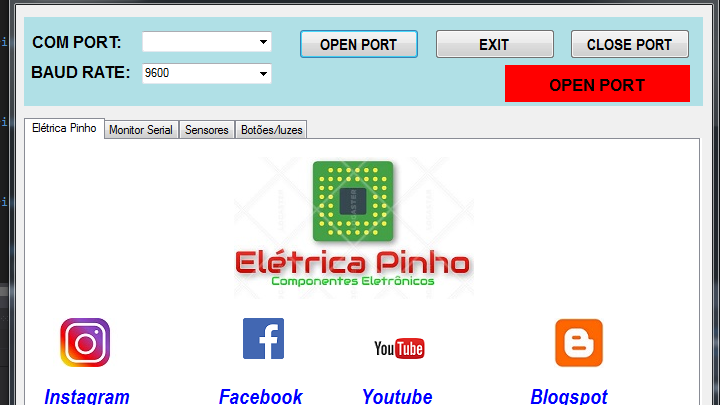 COM PORT:
OPEN PORT
EXIT
CLOSE PORT
BAUD RATE:
9600
OPEN PORT
Elétrica Pinho
Monitor Serial
Sensores
Botões/luzes
Elétrica Pinho
Componentes Eletrônicos
YouTube
Instagram
Facebook
Youtube
Blogspot